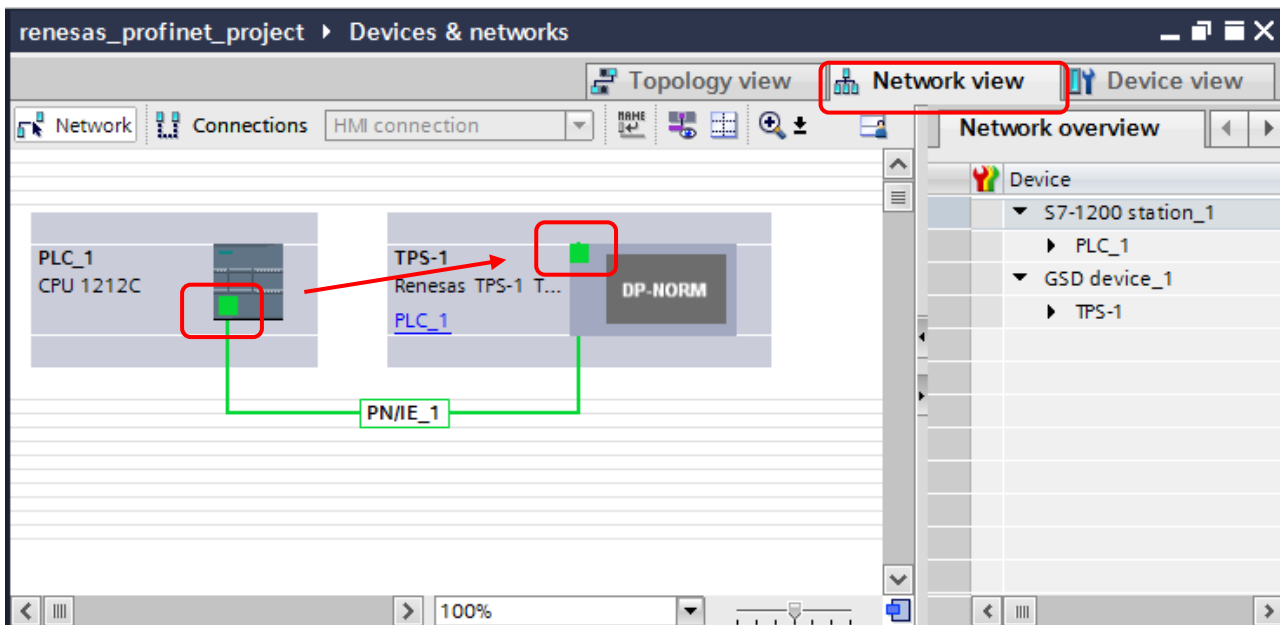 renesas_profinet_project ▸ Devices & networks
Topology view
Network view
Device view
Network
Connections
HMI connection
NAME
Network overview
Device
S7-1200 station_1
PLC_1
GSD device_1
TPS-1
PLC_1
CPU 1212C
TPS-1
Renesas TPS-1 T...
PLC_1
DP-NORM
PN/IE_1
100%